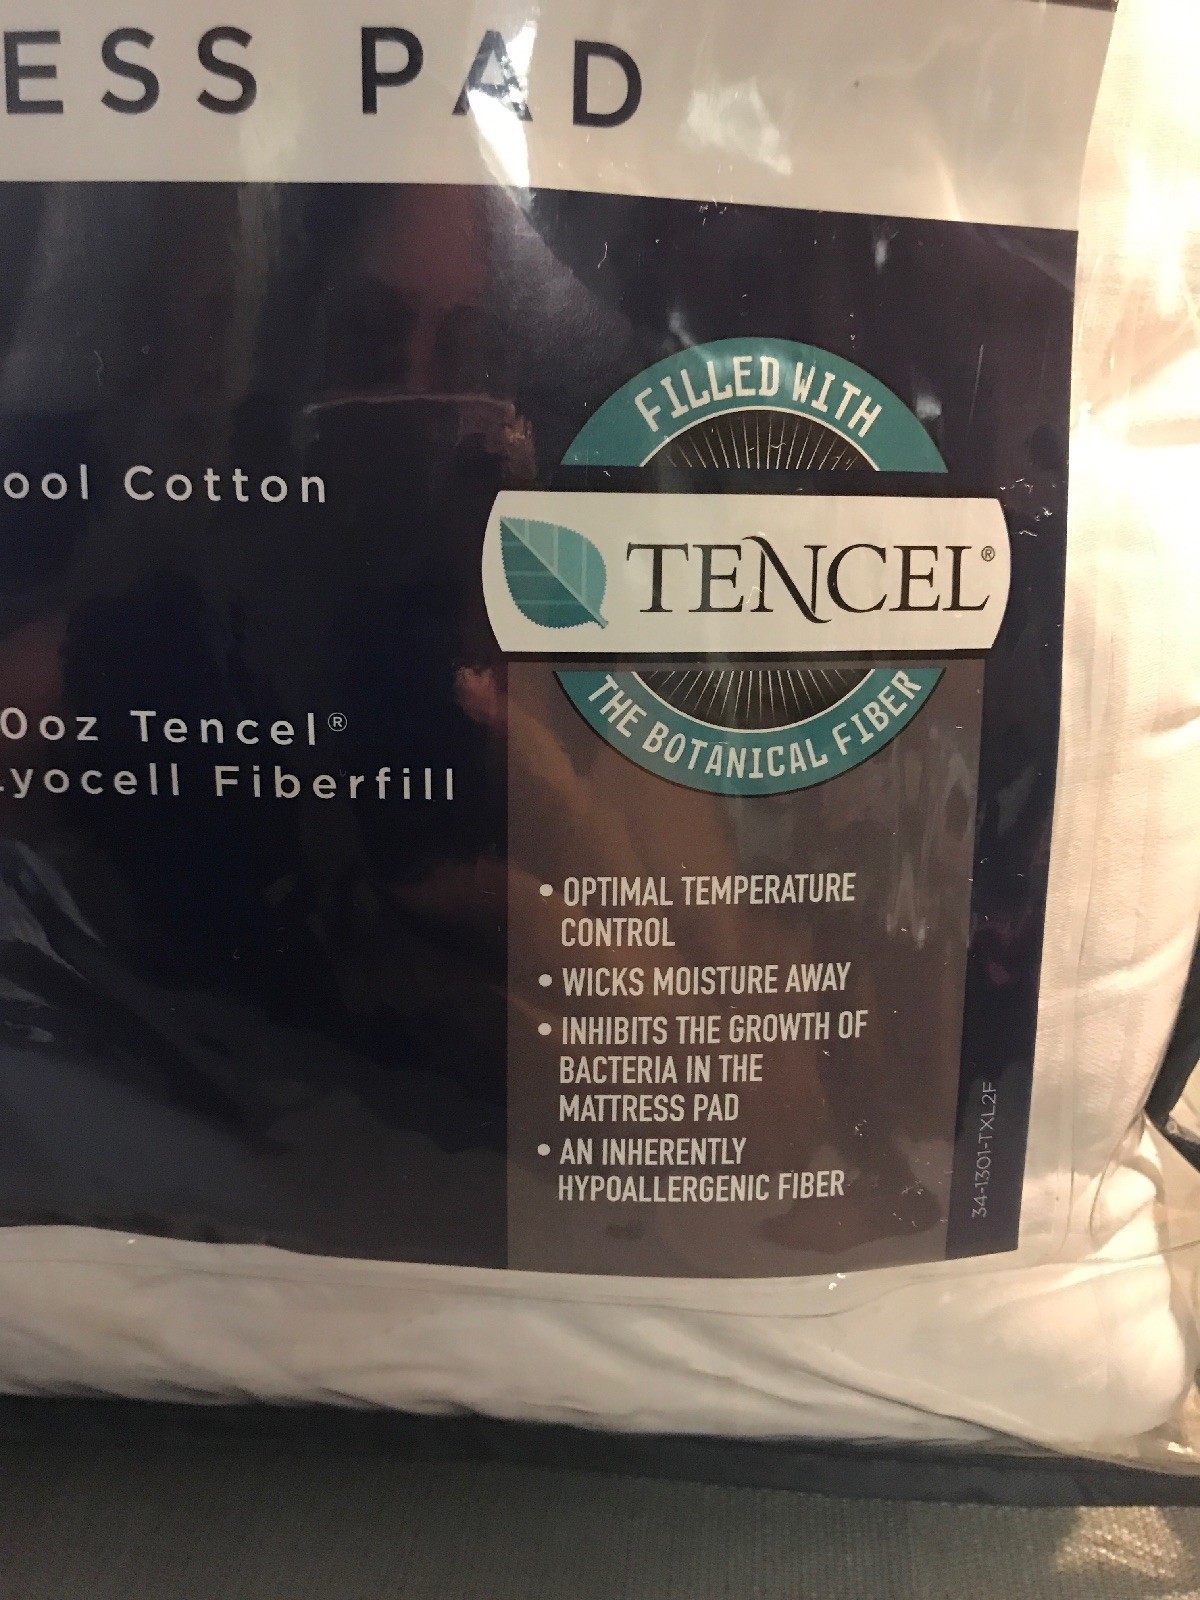 ESS PAD
FILLED WITH
TENCEL®
THE BOTANICAL FIBER
ool Cotton
0oz Tencel®
yocell Fiberfill
• OPTIMAL TEMPERATURE
CONTROL
• WICKS MOISTURE AWAY
• INHIBITS THE GROWTH OF
BACTERIA IN THE
MATTRESS PAD
• AN INHERENTLY
HYPOALLERGENIC FIBER
34-1301-TXL2F